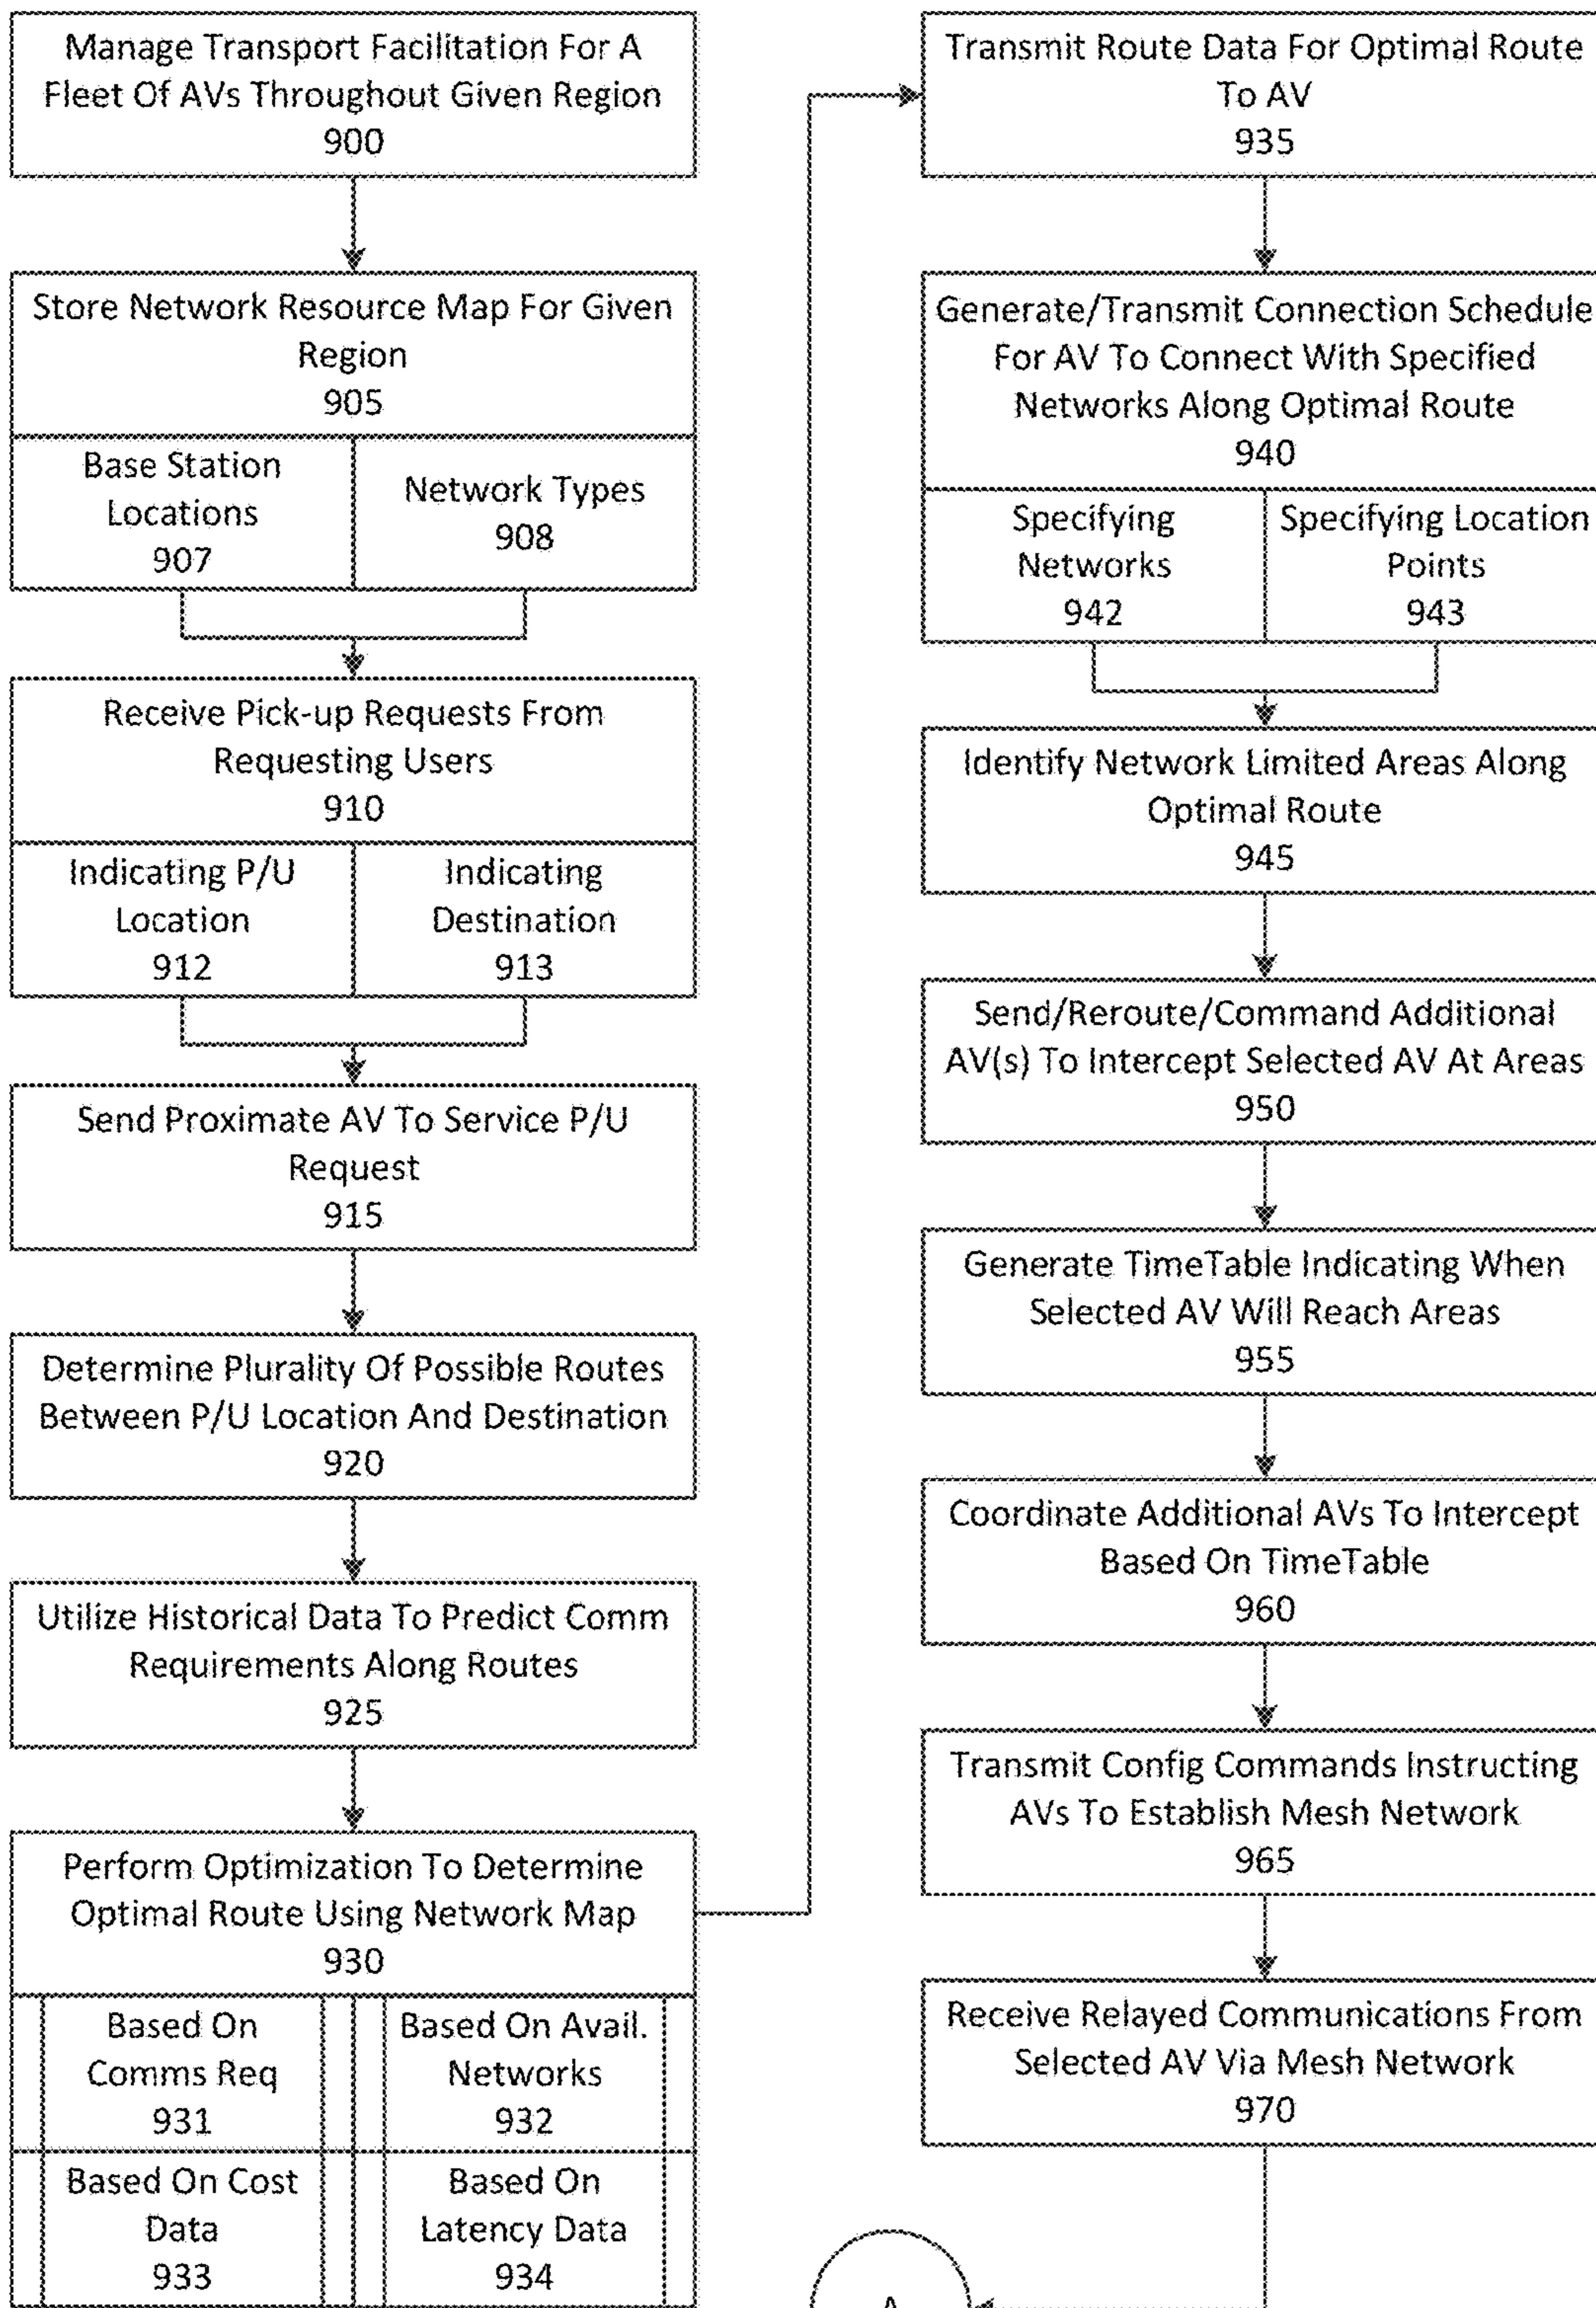 Manage Transport Facilitation For A
Fleet Of AVs Throughout Given Region
900
Store Network Resource Map For Given
Region
905
Base Station
Locations
907
Network Types
908
Receive Pick-up Requests From
Requesting Users
910
Indicating P/U
Location
912
Indicating
Destination
913
Send Proximate AV To Service P/U
Request
915
Determine Plurality Of Possible Routes
Between P/U Location And Destination
920
Utilize Historical Data To Predict Comm
Requirements Along Routes
925
Perform Optimization To Determine
Optimal Route Using Network Map
930
Based On
Comms Req
931
Based On Avail.
Networks
932
Based On Cost
Data
933
Based On
Latency Data
934
Transmit Route Data For Optimal Route
To AV
935
Generate/Transmit Connection Schedule
For AV To Connect With Specified
Networks Along Optimal Route
940
Specifying
Networks
942
Specifying Location
Points
943
Identify Network Limited Areas Along
Optimal Route
945
Send/Reroute/Command Additional
AV(s) To Intercept Selected AV At Areas
950
Generate TimeTable Indicating When
Selected AV Will Reach Areas
955
Coordinate Additional AVs To Intercept
Based On TimeTable
960
Transmit Config Commands Instructing
AVs To Establish Mesh Network
965
Receive Relayed Communications From
Selected AV Via Mesh Network
970